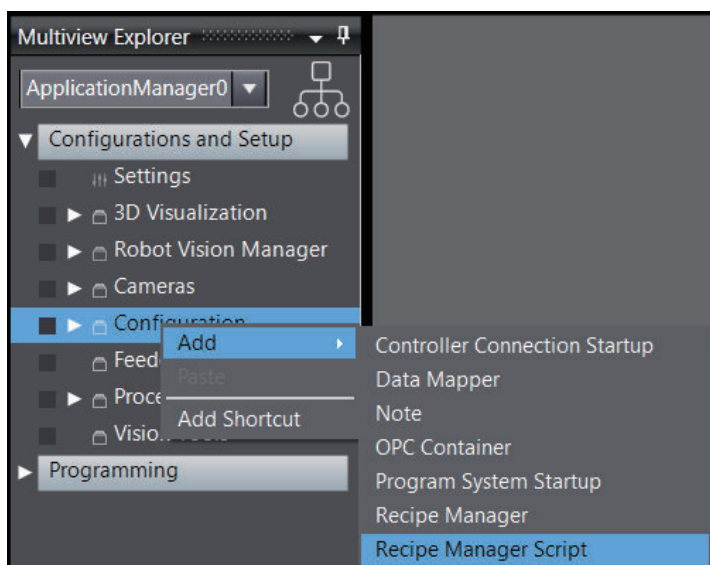 Multiview Explorer
ApplicationManager0
Configurations and Setup
Settings
3D Visualization
Robot Vision Manager
Cameras
Configuration
Add
Controller Connection Startup
Paste
Data Mapper
Add Shortcut
Note
OPC Container
Program System Startup
Recipe Manager
Recipe Manager Script
Programming